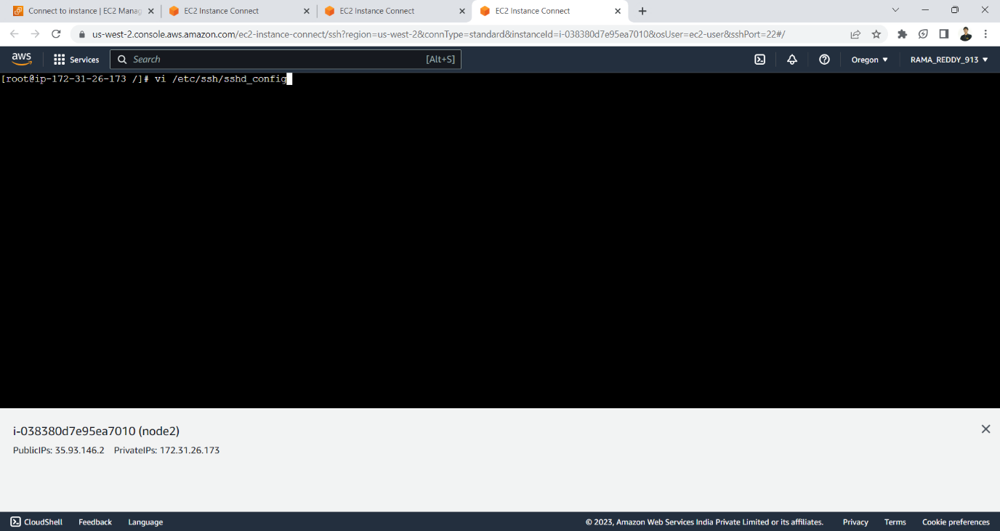 Connect to instance | EC2 Manag
EC2 Instance Connect
EC2 Instance Connect
EC2 Instance Connect
us-west-2.console.aws.amazon.com/ec2-instance-connect/ssh?region=us-west-2&connType=standard&instanceId=i-038380d7e95ea7010&osUser=ec2-user&sshPort=22#/
aws
Services
Search
[Alt+S]
Oregon
RAMA_REDDY_913
[root@ip-172-31-26-173 /]# vi /etc/ssh/sshd_config
i-038380d7e95ea7010 (node2)
PublicIPs: 35.93.146.2 PrivateIPs: 172.31.26.173
CloudShell Feedback Language © 2023, Amazon Web Services India Private Limited or its affiliates. Privacy Terms Cookie preferences